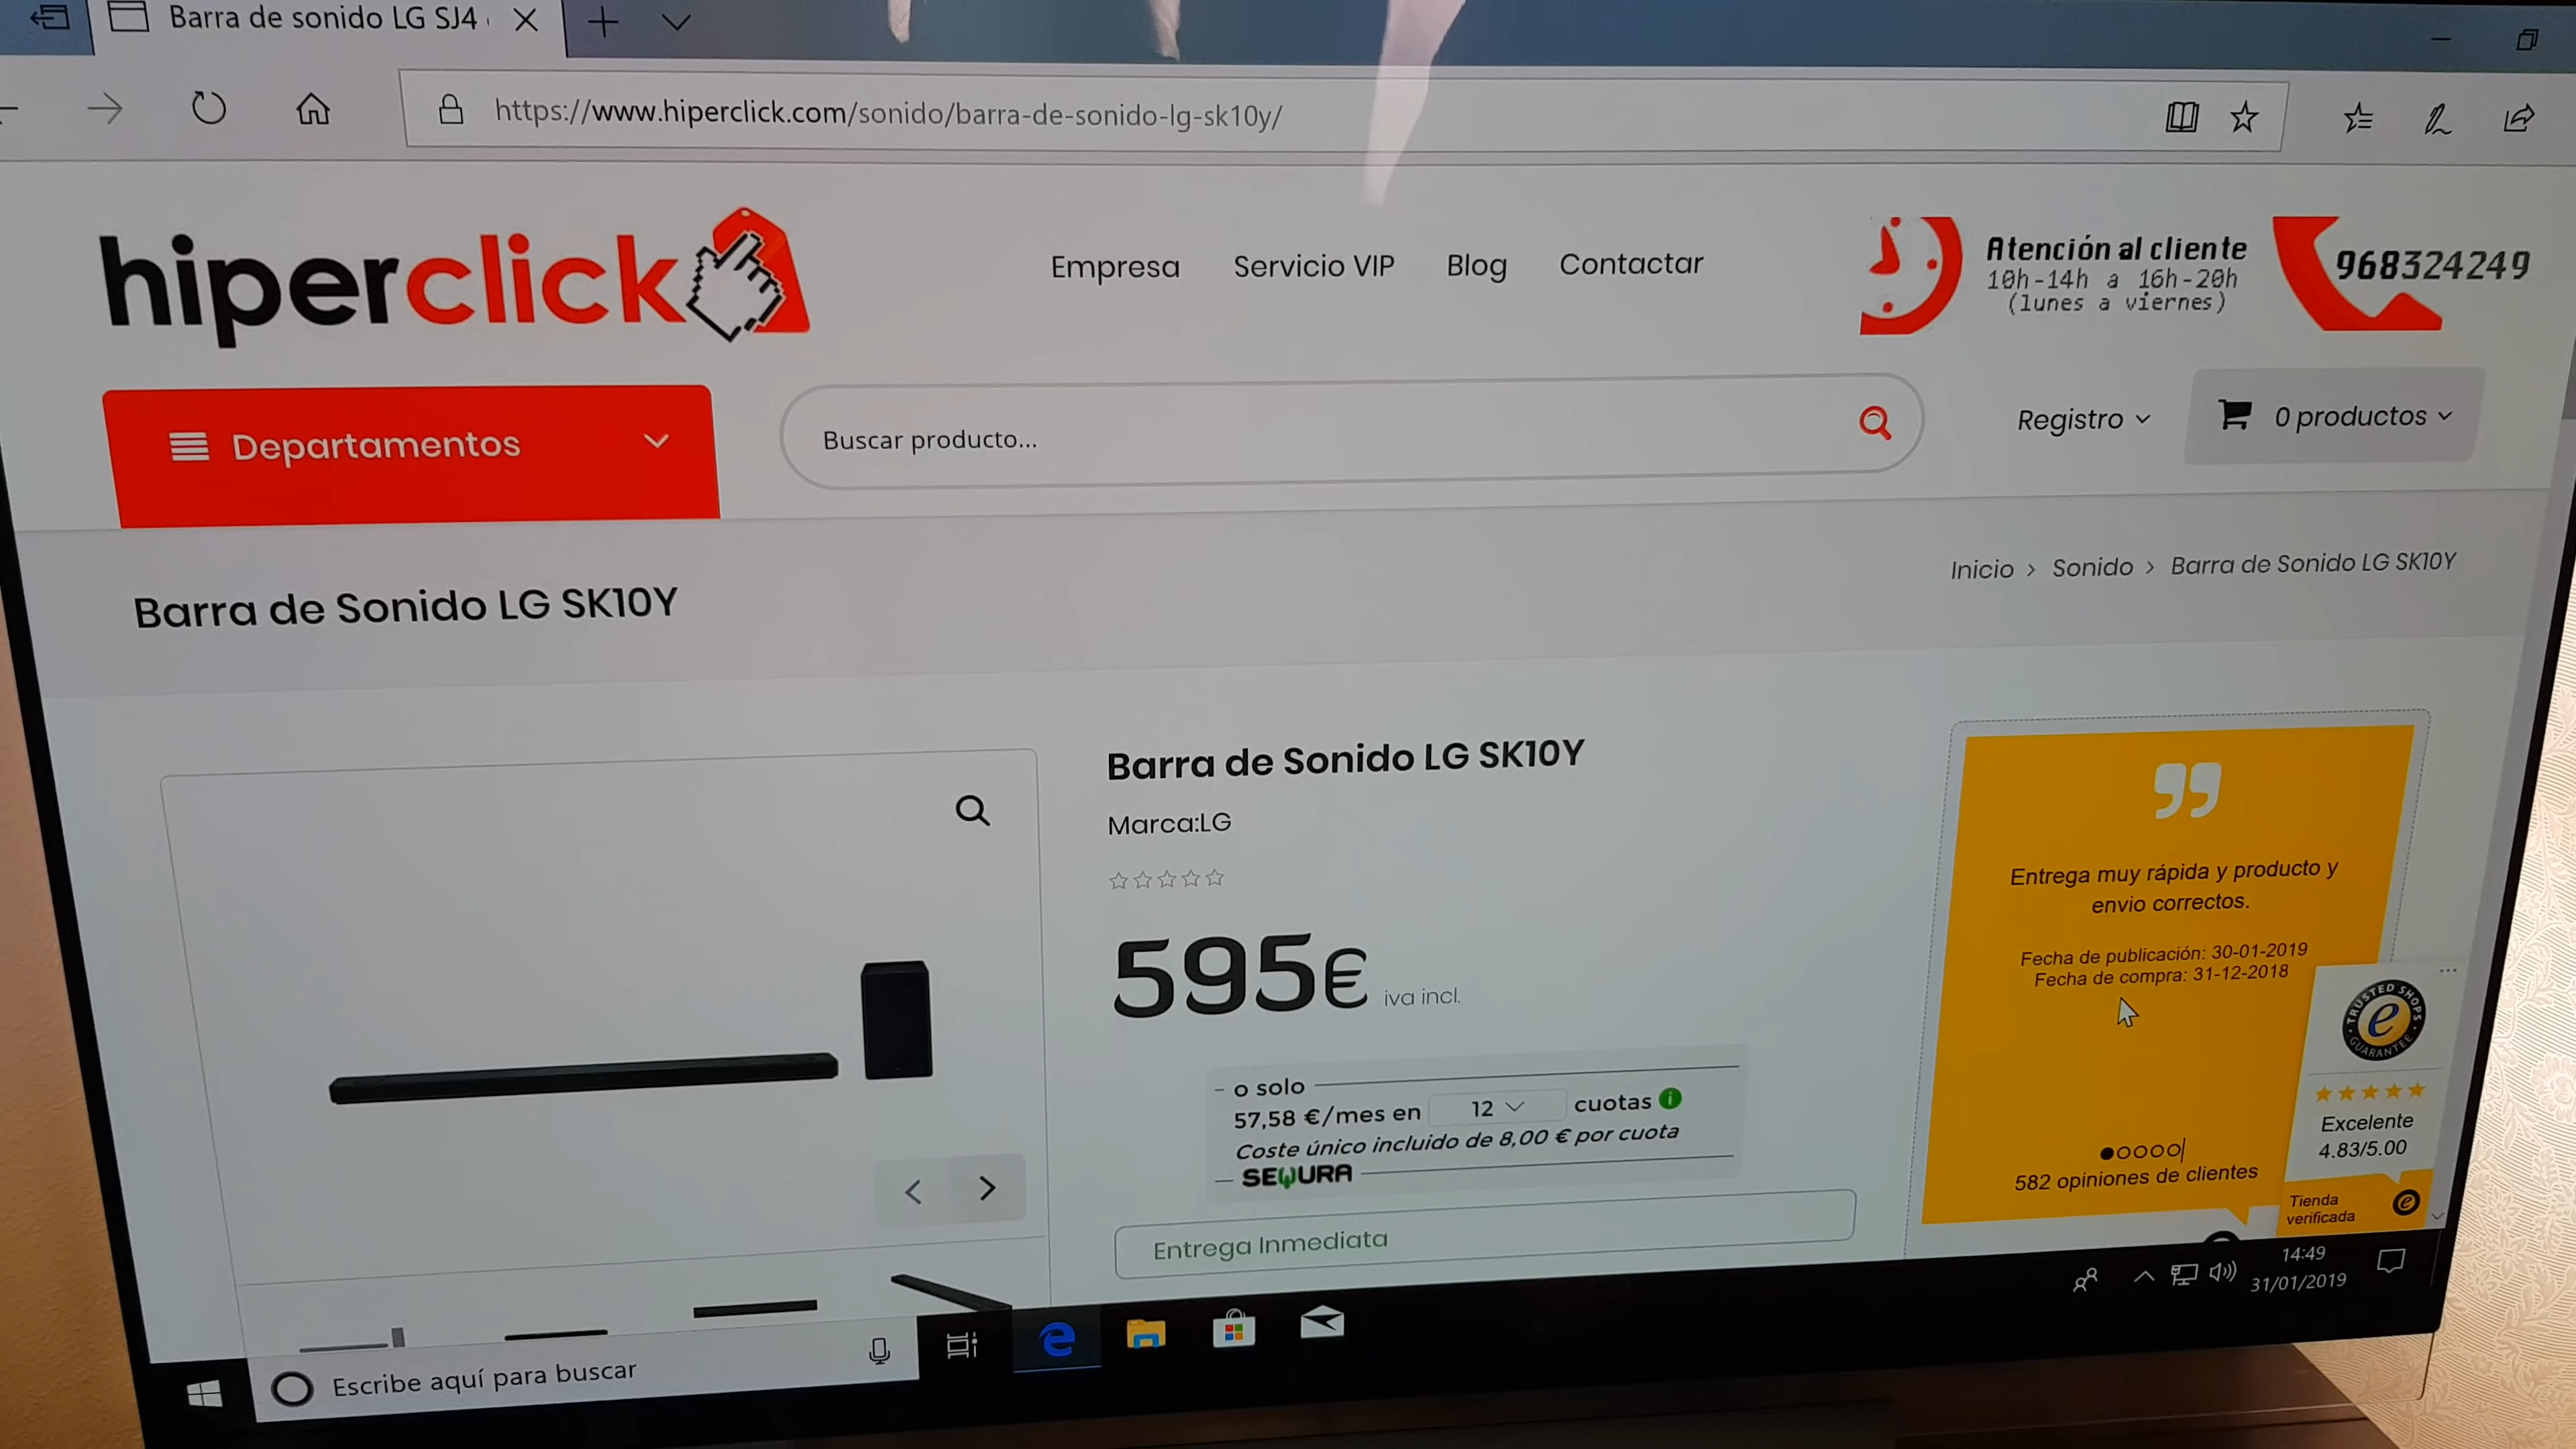 Barra de sonido LG SJ4
https://www.hiperclick.com/sonido/barra-de-sonido-lg-sk10y/
hiperclick
Empresa
Servicio VIP
Blog
Contactar
Atención al cliente
10h-14h a 16h-20h
(lunes a viernes)
968324249
Departamentos
Buscar producto...
Registro
0 productos
Barra de Sonido LG SK10Y
Inicio > Sonido > Barra de Sonido LG SK10Y
Barra de Sonido LG SK10Y
Marca:LG
595€ iva incl.
o solo
57,58 €/mes en 12 cuotas
Coste único incluido de 8,00 € por cuota
SEQURA
Entrega Inmediata
Entrega muy rápida y producto y
envio correctos.
Fecha de publicación: 30-01-2019
Fecha de compra: 31-12-2018
582 opiniones de clientes
TRUSTED SHOPS
GUARANTEE
Excelente
4.83/5.00
Tienda
verificada
Escribe aquí para buscar
14:49
31/01/2019